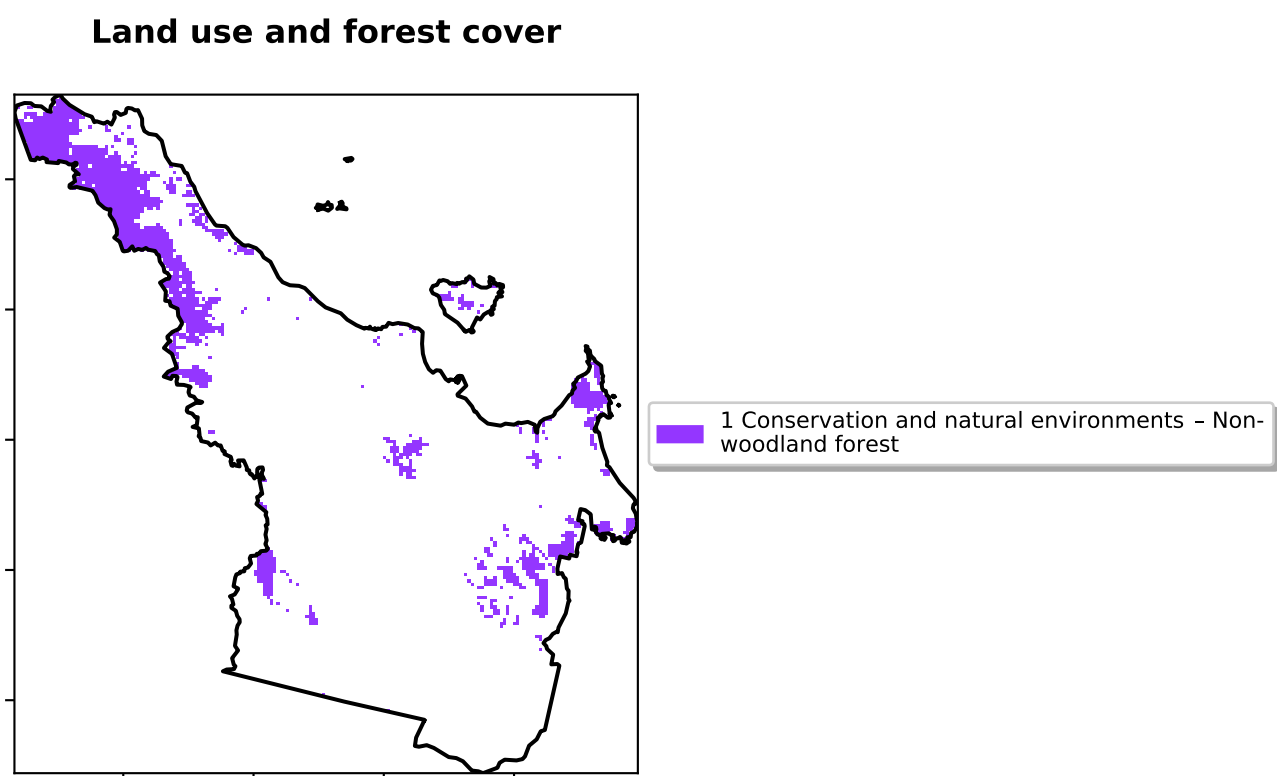 Land use and forest cover
1 Conservation and natural environments – Non-
woodland forest